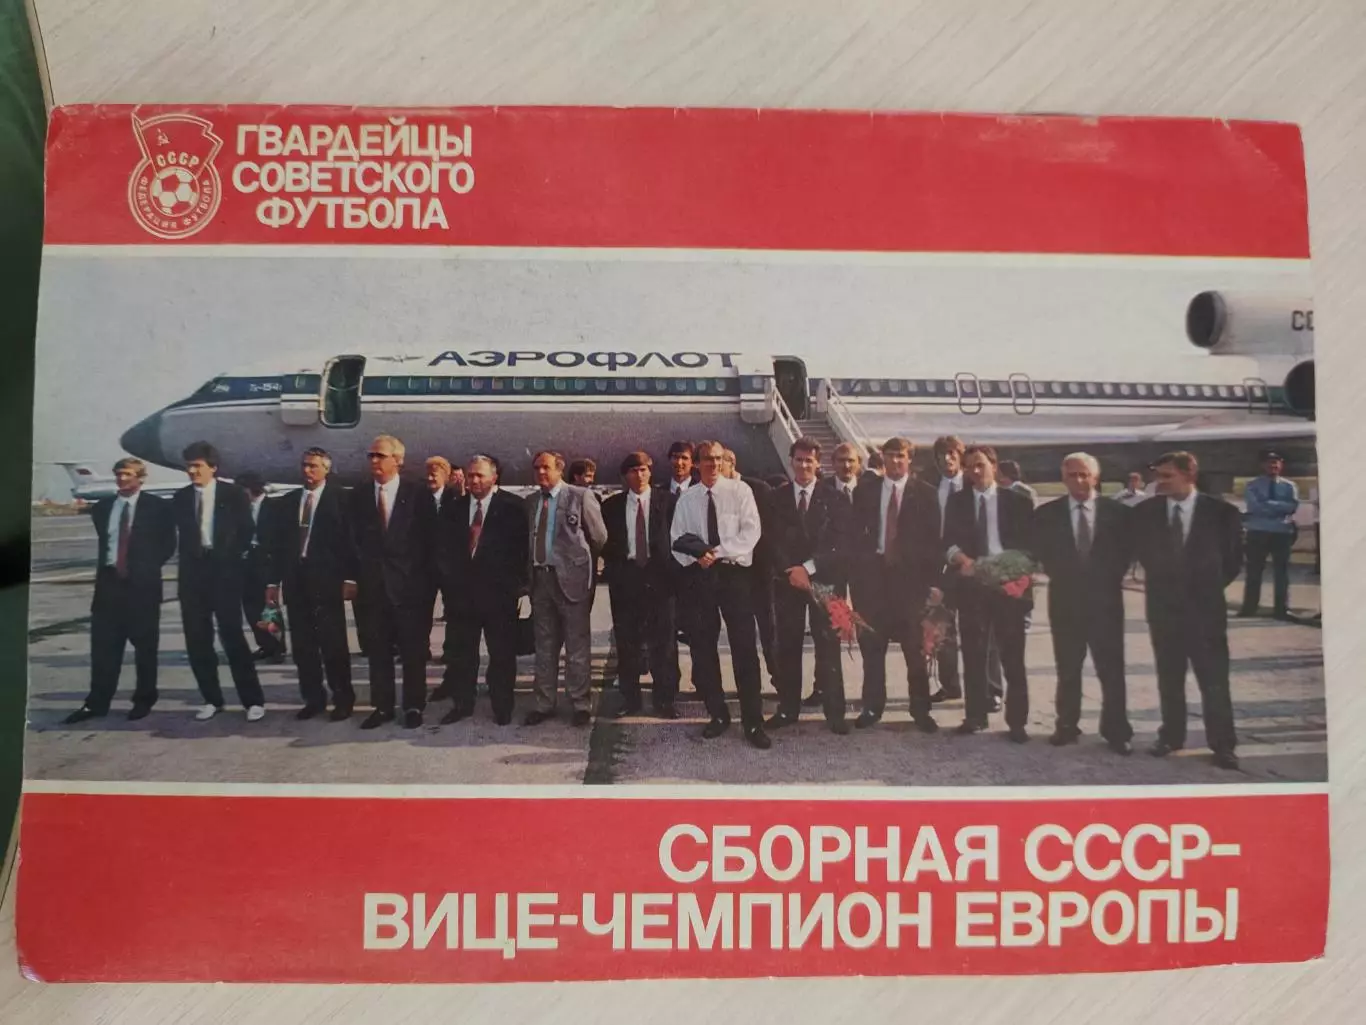 СССР
ФЕДЕРАЦИЯ ФУТБОЛА
ГВАРДЕЙЦЫ
СОВЕТСКОГО
ФУТБОЛА
АЭРОФЛОТ
СБОРНАЯ СССР-
ВИЦЕ-ЧЕМПИОН ЕВРОПЫ